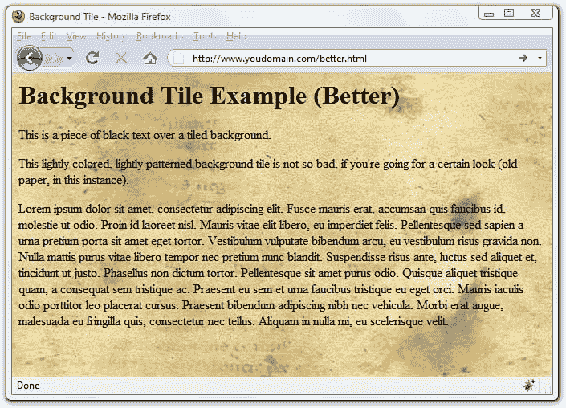 Background Tile - Mozilla Firefox
File Edit View History Bookmarks Tools Help
http://www.youdomain.com/better.html
Background Tile Example (Better)
This is a piece of black text over a tiled background.
This lightly colored, lightly patterned background tile is not so bad, if you're going for a certain look (old
paper, in this instance).
Lorem ipsum dolor sit amet, consectetur adipiscing elit. Fusce mauris erat, accumsan quis faucibus id,
molestie ut odio. Proin id laoreet nisl. Mauris vitae elit libero, eu imperdiet felis. Pellentesque sed sapien a
urna pretium porta sit amet eget tortor. Vestibulum vulputate bibendum arcu, eu vestibulum risus gravida non.
Nulla mattis purus vitae libero tempor nec pretium nunc blandit. Suspendisse risus ante, luctus sed aliquet et,
tincidunt ut justo. Phasellus non dictum tortor. Pellentesque sit amet purus odio. Quisque aliquet tristique
quam, a consequat sem tristique ac. Praesent eu sem et urna faucibus tristique eu eget orci. Mauris iaculis
odio porttitor leo placerat cursus. Praesent bibendum adipiscing nibh nec vehicula. Morbi erat augue,
malesuada eu fringilla quis, consectetur nec tellus. Aliquam in nulla mi, eu scelerisque velit.
Done